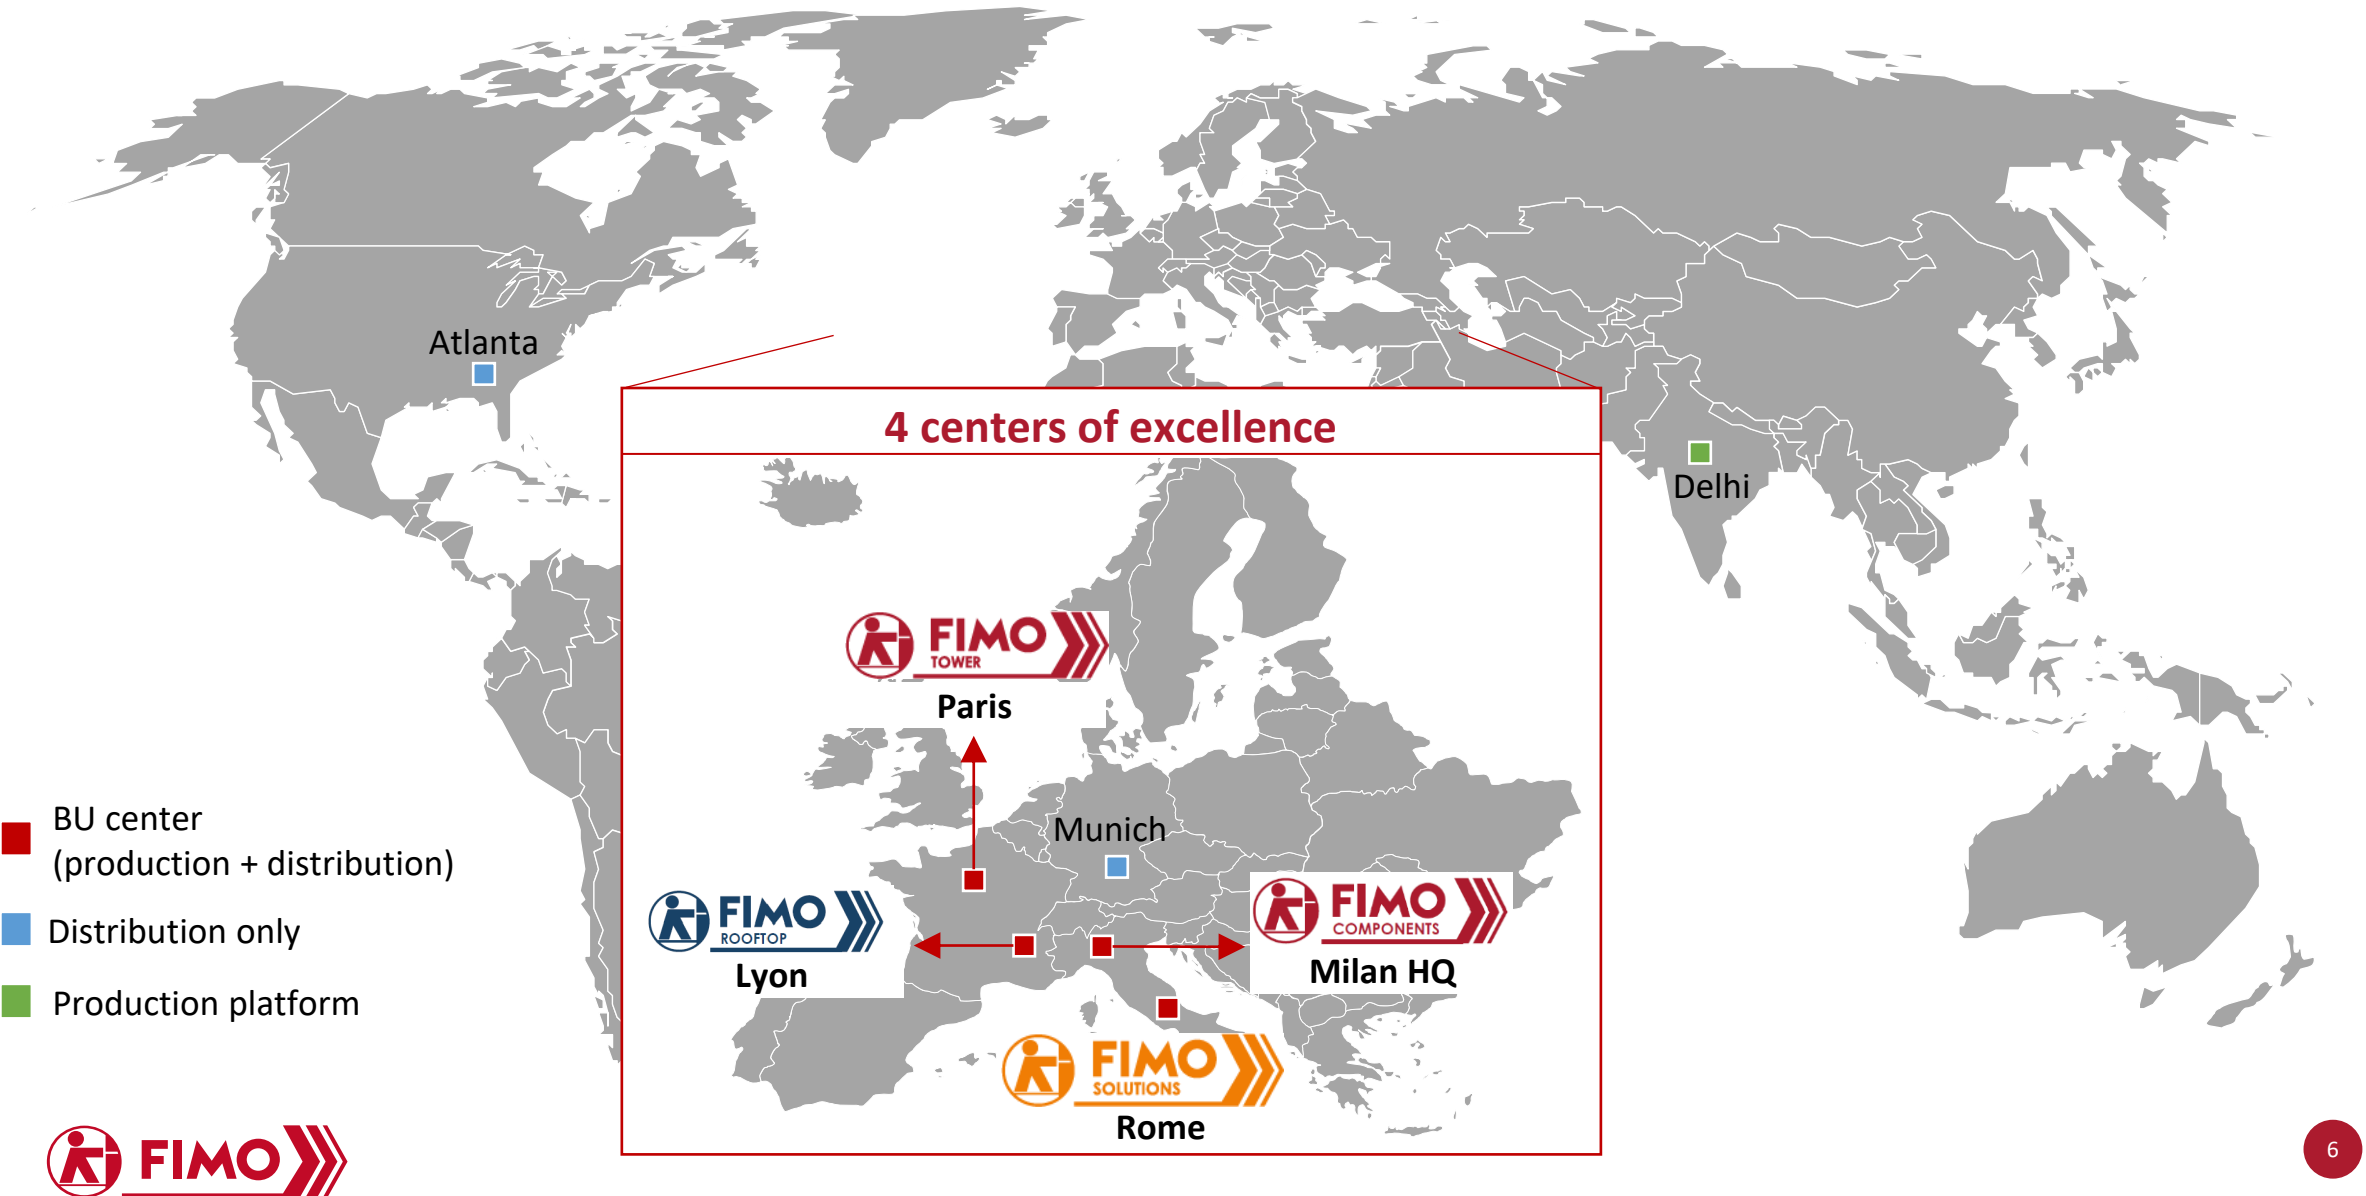 Atlanta
4 centers of excellence
Delhi
FIMO
TOWER
Paris
Munich
FIMO
ROOFTOP
Lyon
FIMO
COMPONENTS
Milan HQ
FIMO
SOLUTIONS
Rome
BU center
(production + distribution)
Distribution only
Production platform
FIMO
6